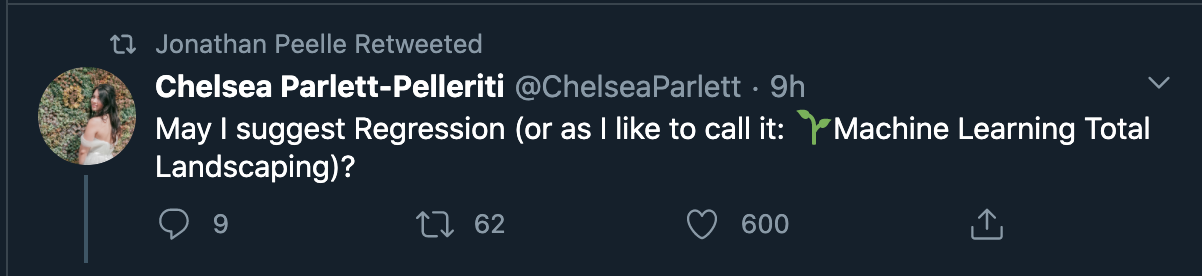 Jonathan Peelle Retweeted
Chelsea Parlett-Pelleriti @ChelseaParlett · 9h
May I suggest Regression (or as I like to call it: 🌱Machine Learning Total
Landscaping)?
9 62 600